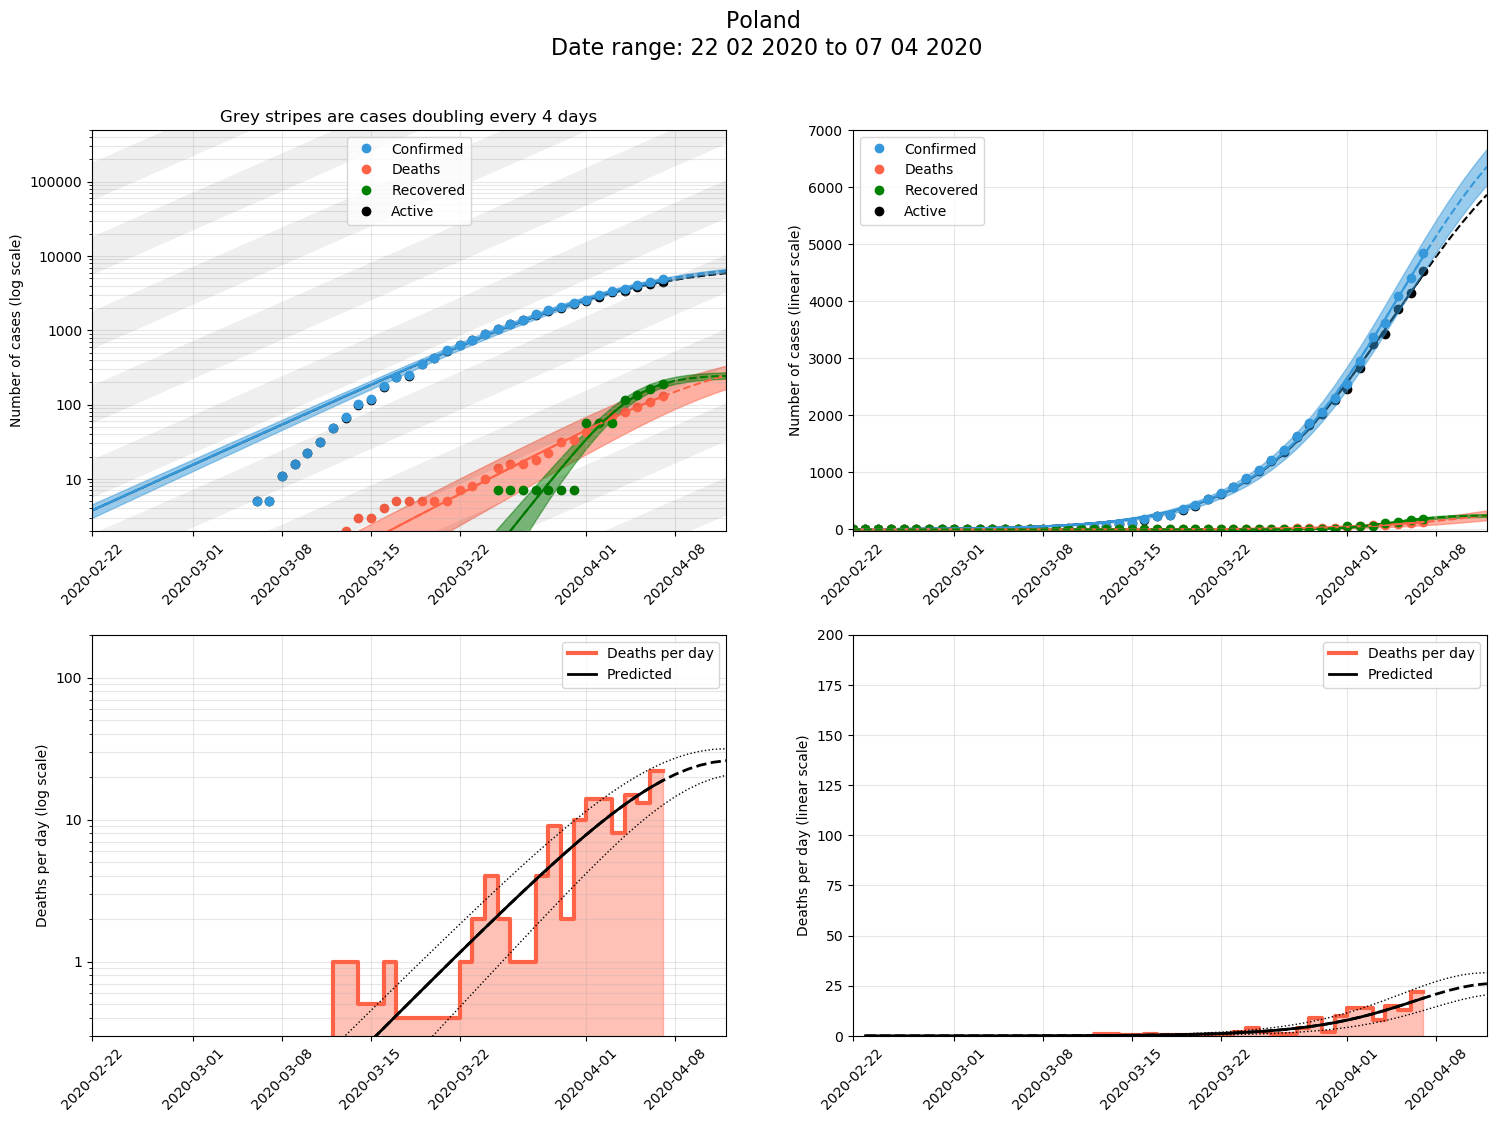 Poland
Date range: 22 02 2020 to 07 04 2020
Grey stripes are cases doubling every 4 days
Number of cases (log scale)
100000
10000
1000
100
10
Confirmed
Deaths
Recovered
Active
2020-02-22
2020-03-01
2020-03-08
2020-03-15
2020-03-22
2020-04-01
2020-04-08
Number of cases (linear scale)
7000
6000
5000
4000
3000
2000
1000
0
Confirmed
Deaths
Recovered
Active
2020-02-22
2020-03-01
2020-03-08
2020-03-15
2020-03-22
2020-04-01
2020-04-08
Deaths per day (log scale)
100
10
1
Deaths per day
Predicted
2020-02-22
2020-03-01
2020-03-08
2020-03-15
2020-03-22
2020-04-01
2020-04-08
Deaths per day (linear scale)
200
175
150
125
100
75
50
25
0
Deaths per day
Predicted
2020-02-22
2020-03-01
2020-03-08
2020-03-15
2020-03-22
2020-04-01
2020-04-08